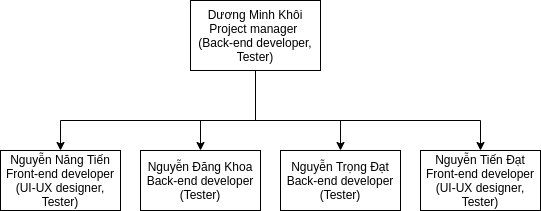 Dương Minh Khôi
Project manager
(Back-end developer,
Tester)
Nguyễn Năng Tiến
Front-end developer
(UI-UX designer,
Tester)
Nguyễn Đăng Khoa
Back-end developer
(Tester)
Nguyễn Trọng Đạt
Back-end developer
(Tester)
Nguyễn Tiến Đạt
Front-end developer
(UI-UX designer,
Tester)